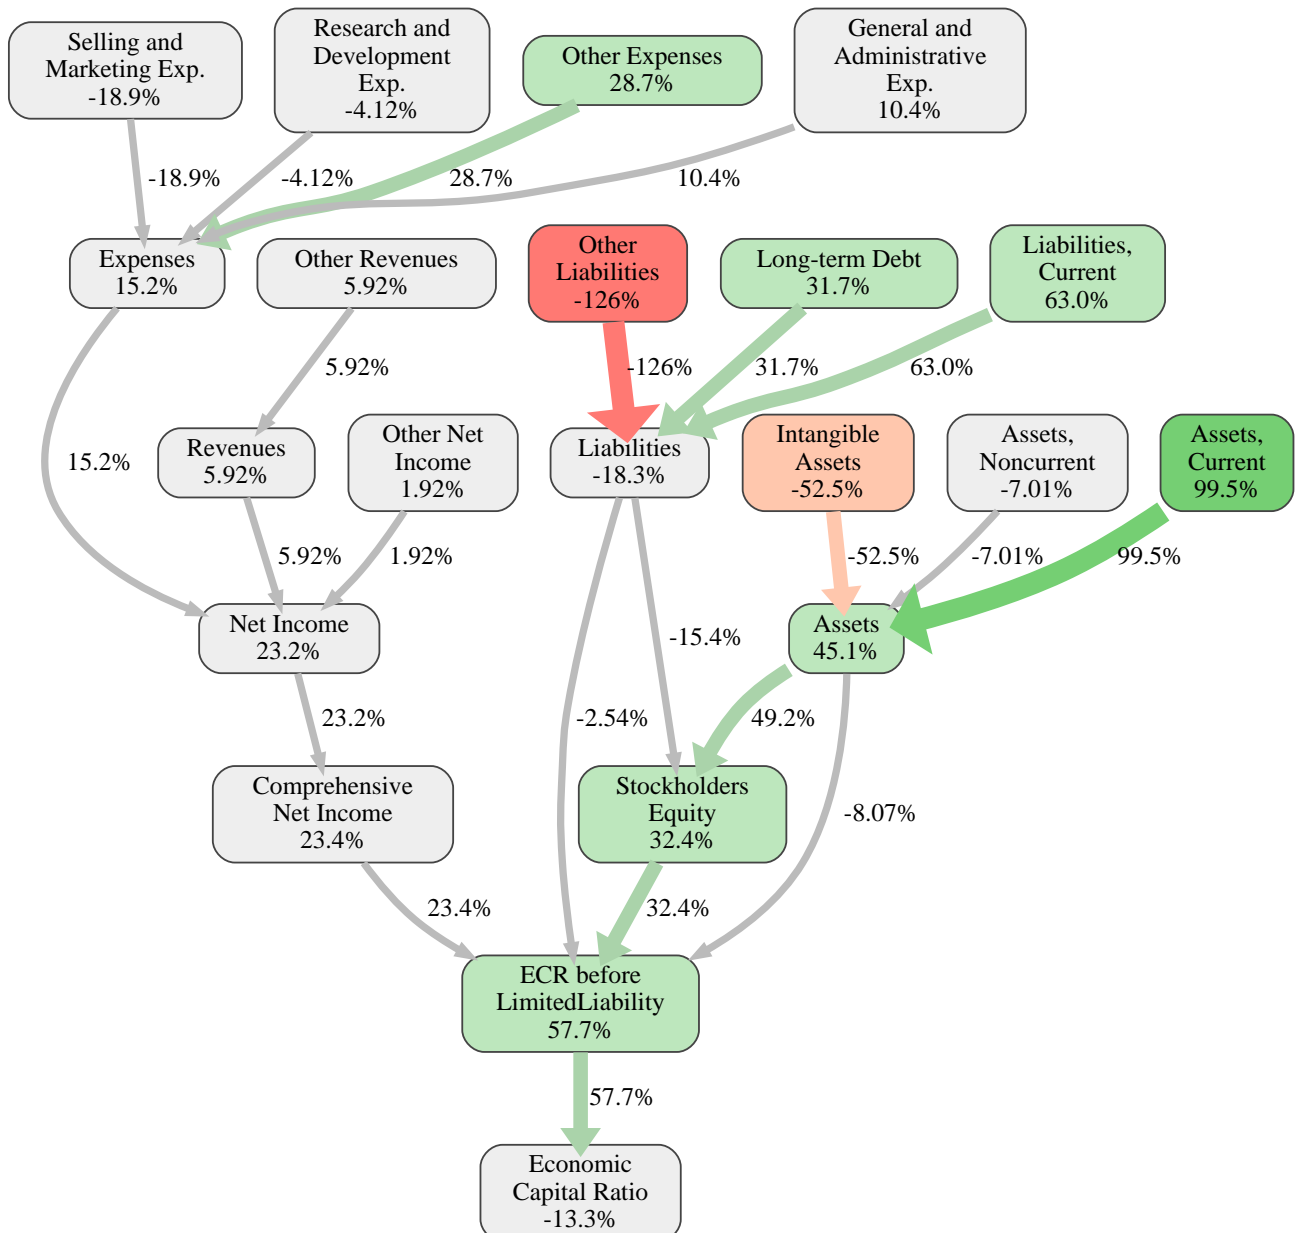 Selling and
Marketing Exp.
-18.9%
Research and
Development
Exp.
-4.12%
Other Expenses
28.7%
General and
Administrative
Exp.
10.4%
-18.9%
-4.12%
28.7%
10.4%
Expenses
15.2%
Other Revenues
5.92%
Other
Liabilities
-126%
Long-term Debt
31.7%
Liabilities,
Current
63.0%
5.92%
-126%
31.7%
63.0%
15.2%
Revenues
5.92%
Other Net
Income
1.92%
Liabilities
-18.3%
Intangible
Assets
-52.5%
Assets,
Noncurrent
-7.01%
Assets,
Current
99.5%
5.92%
1.92%
-52.5%
-7.01%
99.5%
Net Income
23.2%
-15.4%
Assets
45.1%
23.2%
-2.54%
49.2%
Comprehensive
Net Income
23.4%
Stockholders
Equity
32.4%
-8.07%
23.4%
32.4%
ECR before
LimitedLiability
57.7%
57.7%
Economic
Capital Ratio
-13.3%